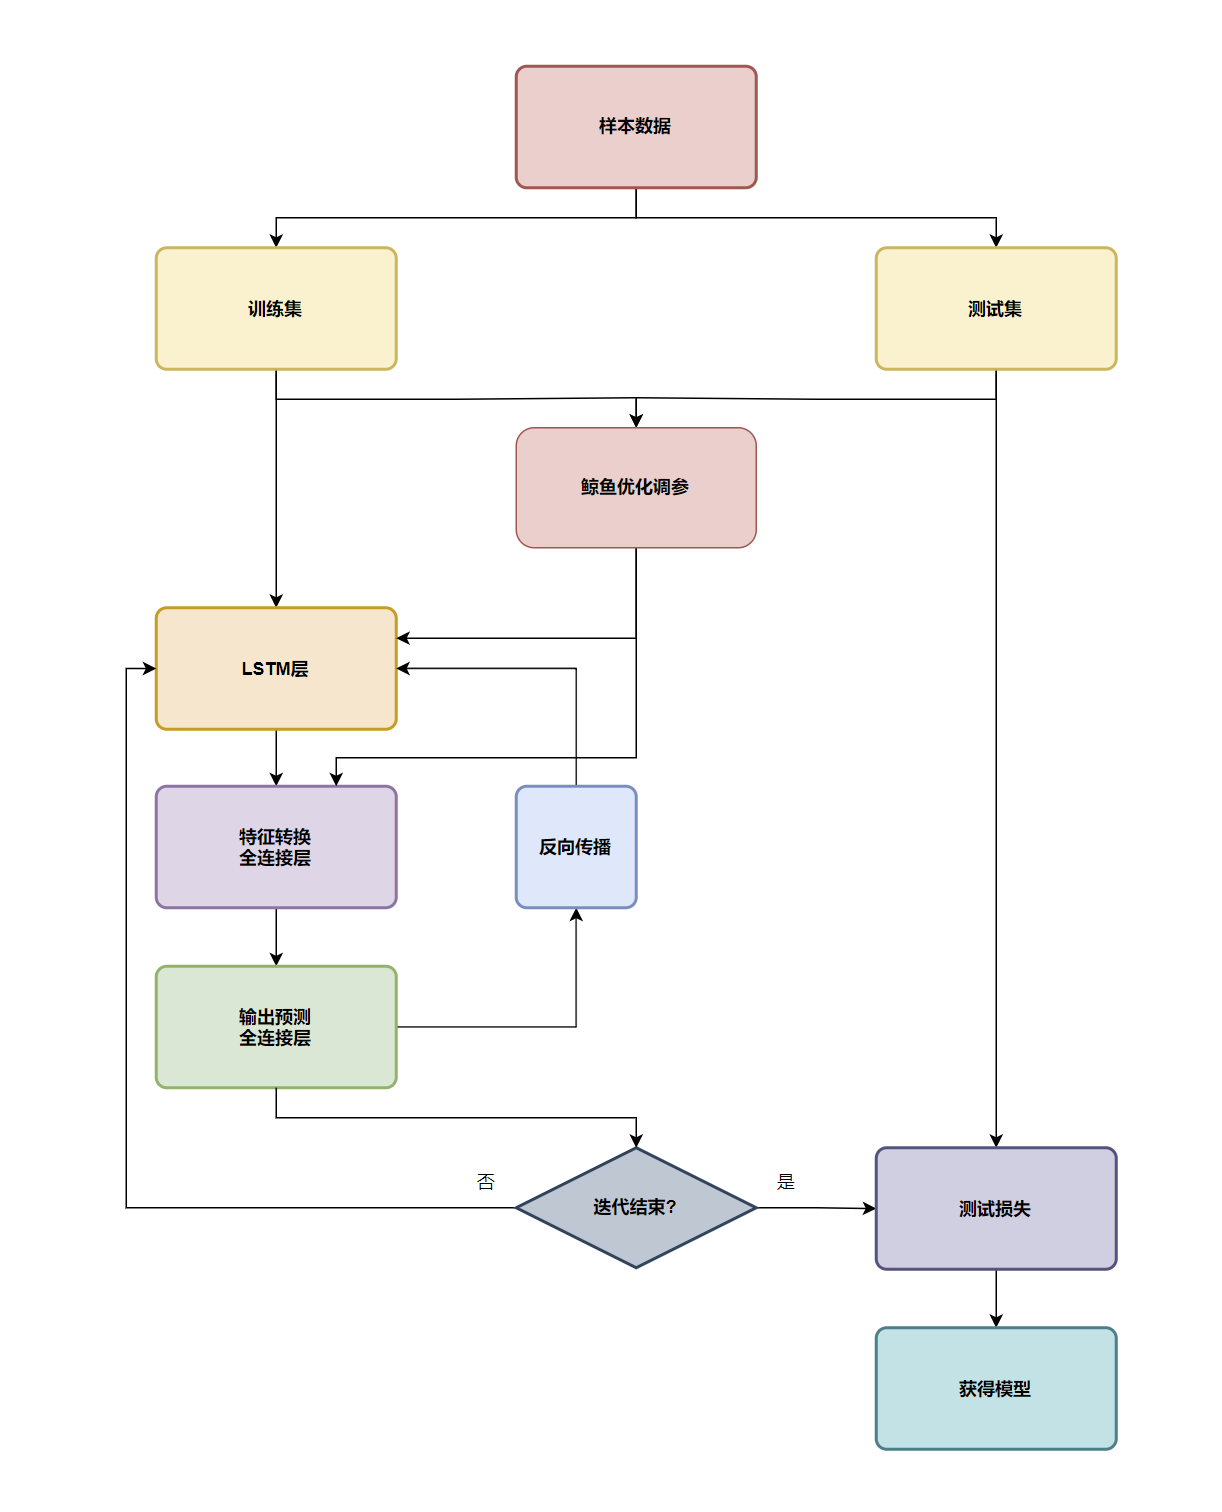 样本数据
训练集
测试集
鲸鱼优化调参
LSTM层
特征转换
全连接层
反向传播
输出预测
全连接层
否
迭代结束?
是
测试损失
获得模型